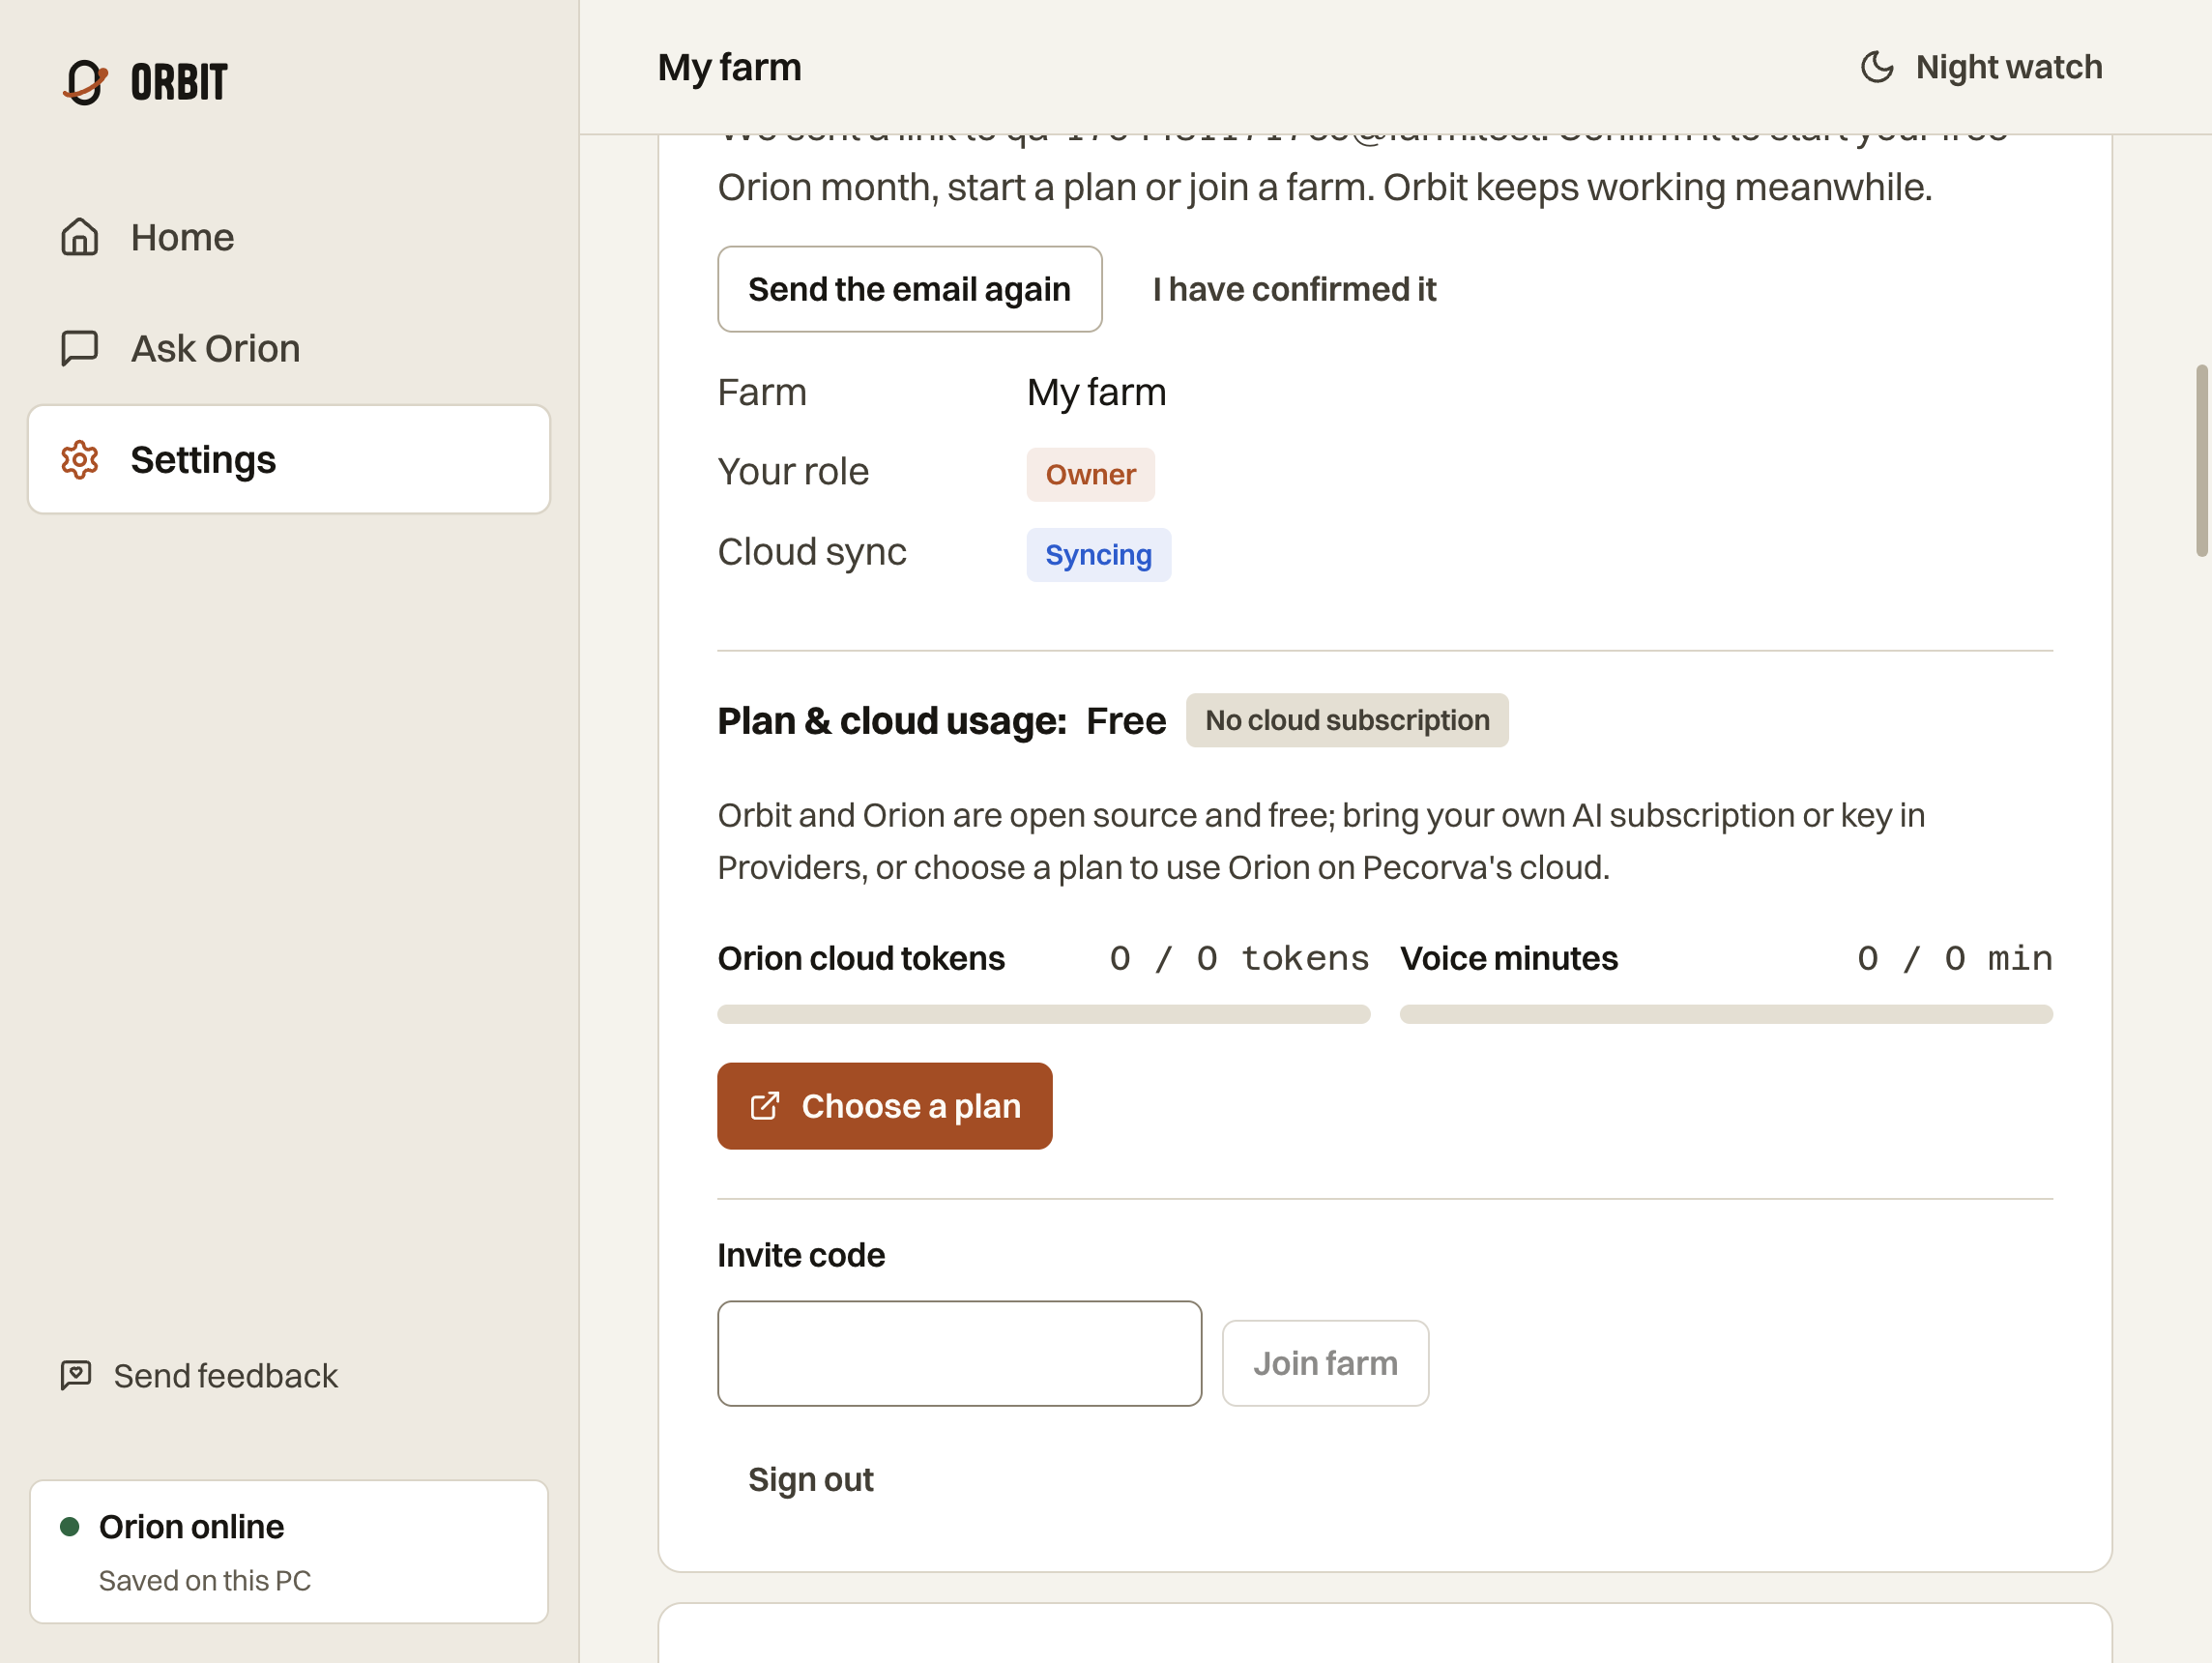 ORBIT
Home
Ask Orion
Settings
Send feedback
Orion online
Saved on this PC
My farm
Night watch
Orion month, start a plan or join a farm. Orbit keeps working meanwhile.
Send the email again
I have confirmed it
Farm
My farm
Your role
Owner
Cloud sync
Syncing
Plan & cloud usage: Free
No cloud subscription
Orbit and Orion are open source and free; bring your own AI subscription or key in
Providers, or choose a plan to use Orion on Pecorva's cloud.
Orion cloud tokens
0 / 0 tokens
Voice minutes
0 / 0 min
Choose a plan
Invite code
Join farm
Sign out